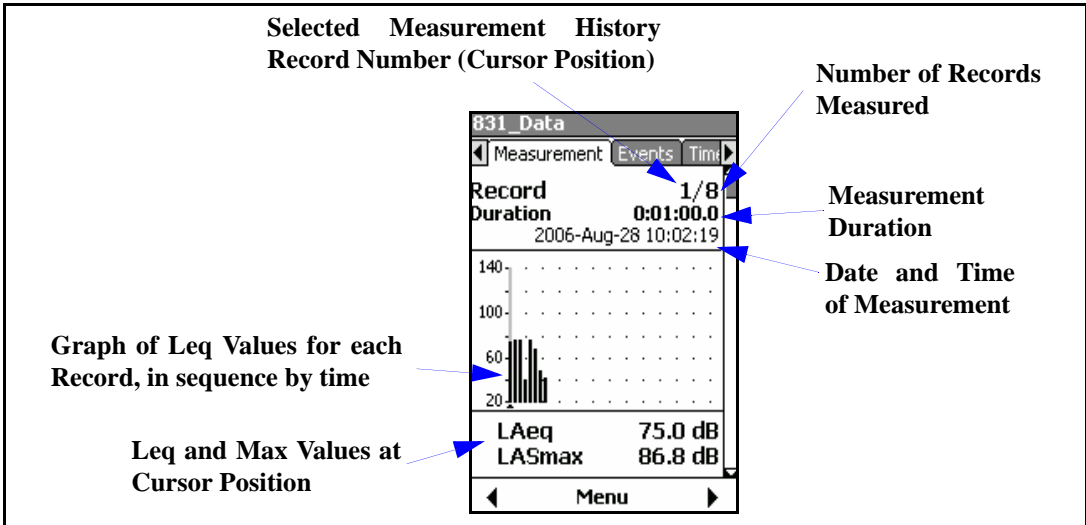 Selected Measurement History
Record Number (Cursor Position)
Number of Records
Measured
831_Data
Measurement Events Time
Record 1/8
Duration 0:01:00.0
2006-Aug-28 10:02:19
Measurement
Duration
Date and Time
of Measurement
140
100
60
20
Graph of Leq Values for each
Record, in sequence by time
LAeq 75.0 dB
LASmax 86.8 dB
Leq and Max Values at
Cursor Position
Menu